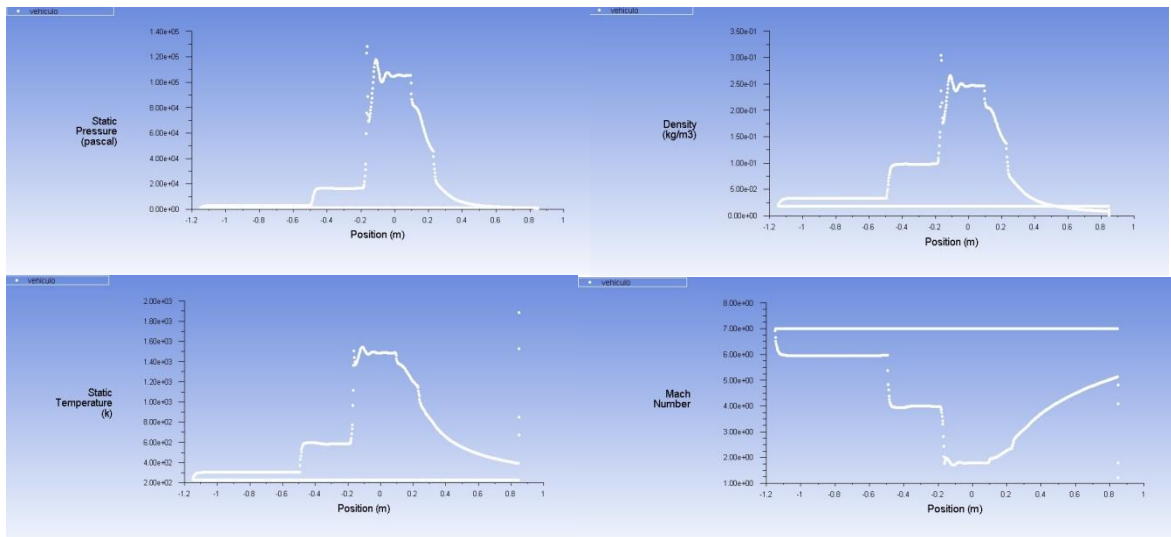 vehiculo
1.40e+05
1.20e+05
1.00e+05
8.00e+04
6.00e+04
4.00e+04
2.00e+04
0.00e+00
Static
Pressure
(pascal)
-1.2 -1 -0.8 -0.6 -0.4 -0.2 0 0.2 0.4 0.6 0.8 1
Position (m)
vehiculo
3.50e-01
3.00e-01
2.50e-01
2.00e-01
1.50e-01
1.00e-01
5.00e-02
0.00e+00
Density
(kg/m3)
-1.2 -1 -0.8 -0.6 -0.4 -0.2 0 0.2 0.4 0.6 0.8 1
Position (m)
vehiculo
2.00e+03
1.80e+03
1.60e+03
1.40e+03
1.20e+03
1.00e+03
8.00e+02
6.00e+02
4.00e+02
2.00e+02
Static
Temperature
(k)
-1.2 -1 -0.8 -0.6 -0.4 -0.2 0 0.2 0.4 0.6 0.8 1
Position (m)
vehiculo
8.00e+00
7.00e+00
6.00e+00
5.00e+00
4.00e+00
3.00e+00
2.00e+00
1.00e+00
Mach
Number
-1.2 -1 -0.8 -0.6 -0.4 -0.2 0 0.2 0.4 0.6 0.8 1
Position (m)